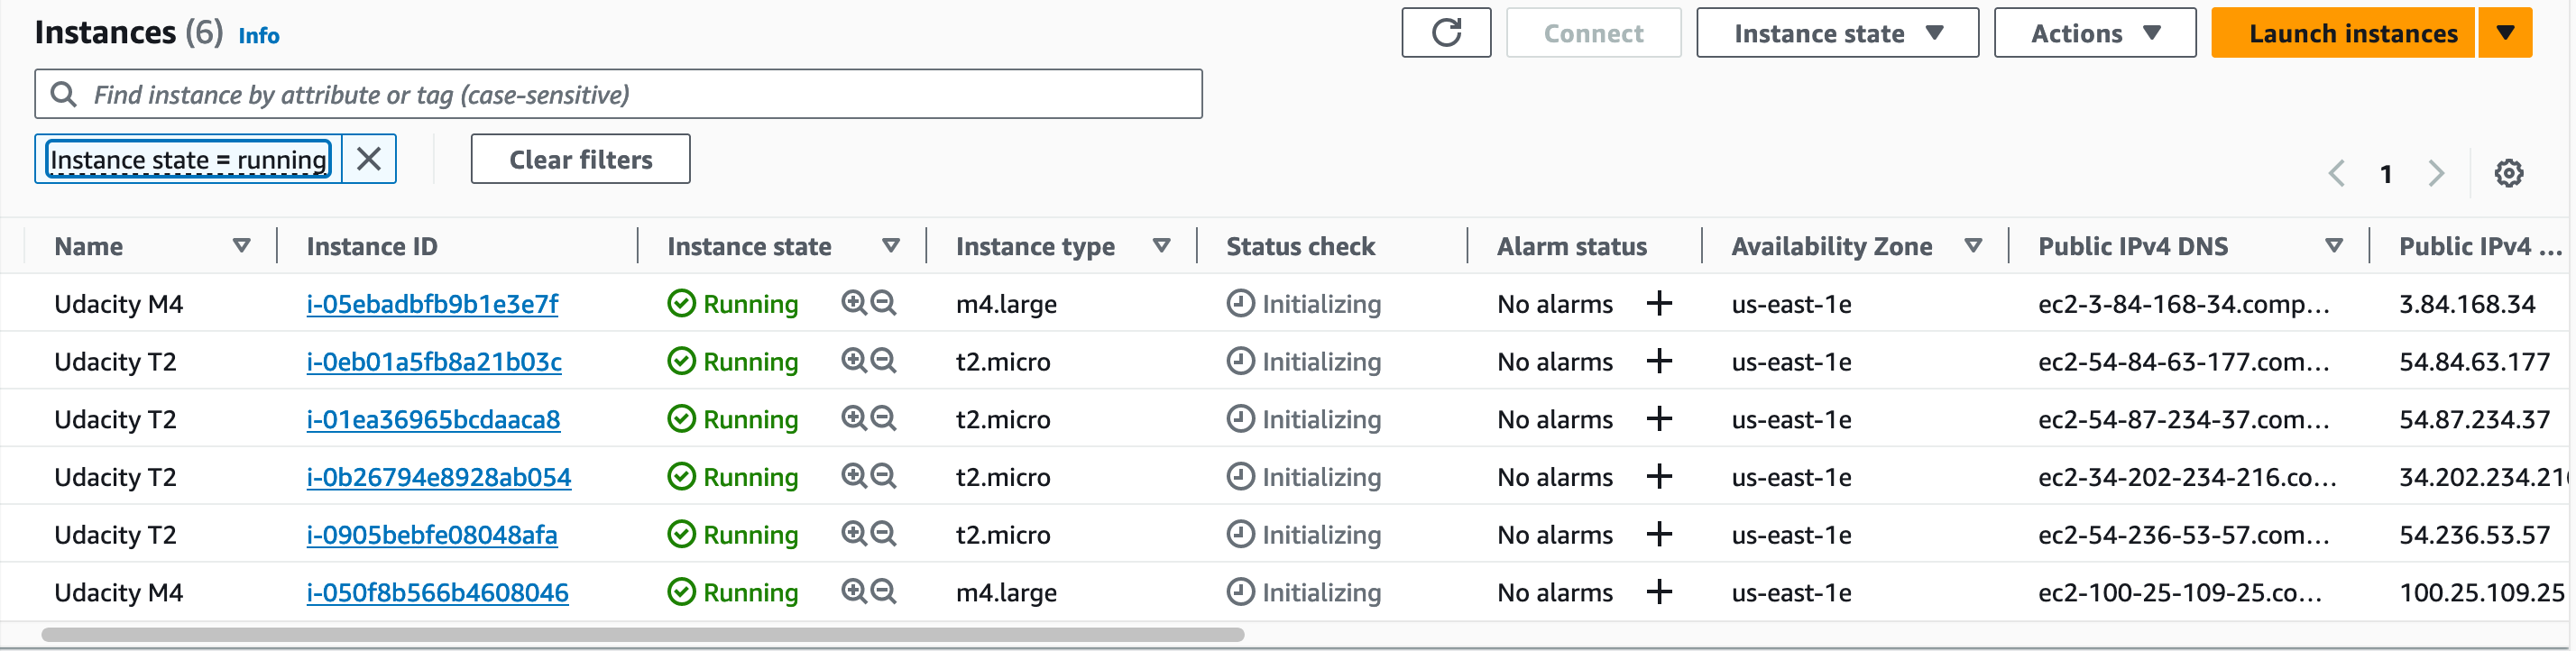 Instances (6) Info
Connect Instance state Actions Launch instances
Find instance by attribute or tag (case-sensitive)
Instance state = running Clear filters
1
Name Instance ID Instance state Instance type Status check Alarm status Availability Zone Public IPv4 DNS Public IPv4 ...
Udacity M4 i-05ebadbfb9b1e3e7f Running m4.large Initializing No alarms us-east-1e ec2-3-84-168-34.comp... 3.84.168.34
Udacity T2 i-0eb01a5fb8a21b03c Running t2.micro Initializing No alarms us-east-1e ec2-54-84-63-177.com... 54.84.63.177
Udacity T2 i-01ea36965bcdaaca8 Running t2.micro Initializing No alarms us-east-1e ec2-54-87-234-37.com... 54.87.234.37
Udacity T2 i-0b26794e8928ab054 Running t2.micro Initializing No alarms us-east-1e ec2-34-202-234-216.co... 34.202.234.216
Udacity T2 i-0905bebfe08048afa Running t2.micro Initializing No alarms us-east-1e ec2-54-236-53-57.com... 54.236.53.57
Udacity M4 i-050f8b566b4608046 Running m4.large Initializing No alarms us-east-1e ec2-100-25-109-25.co... 100.25.109.25